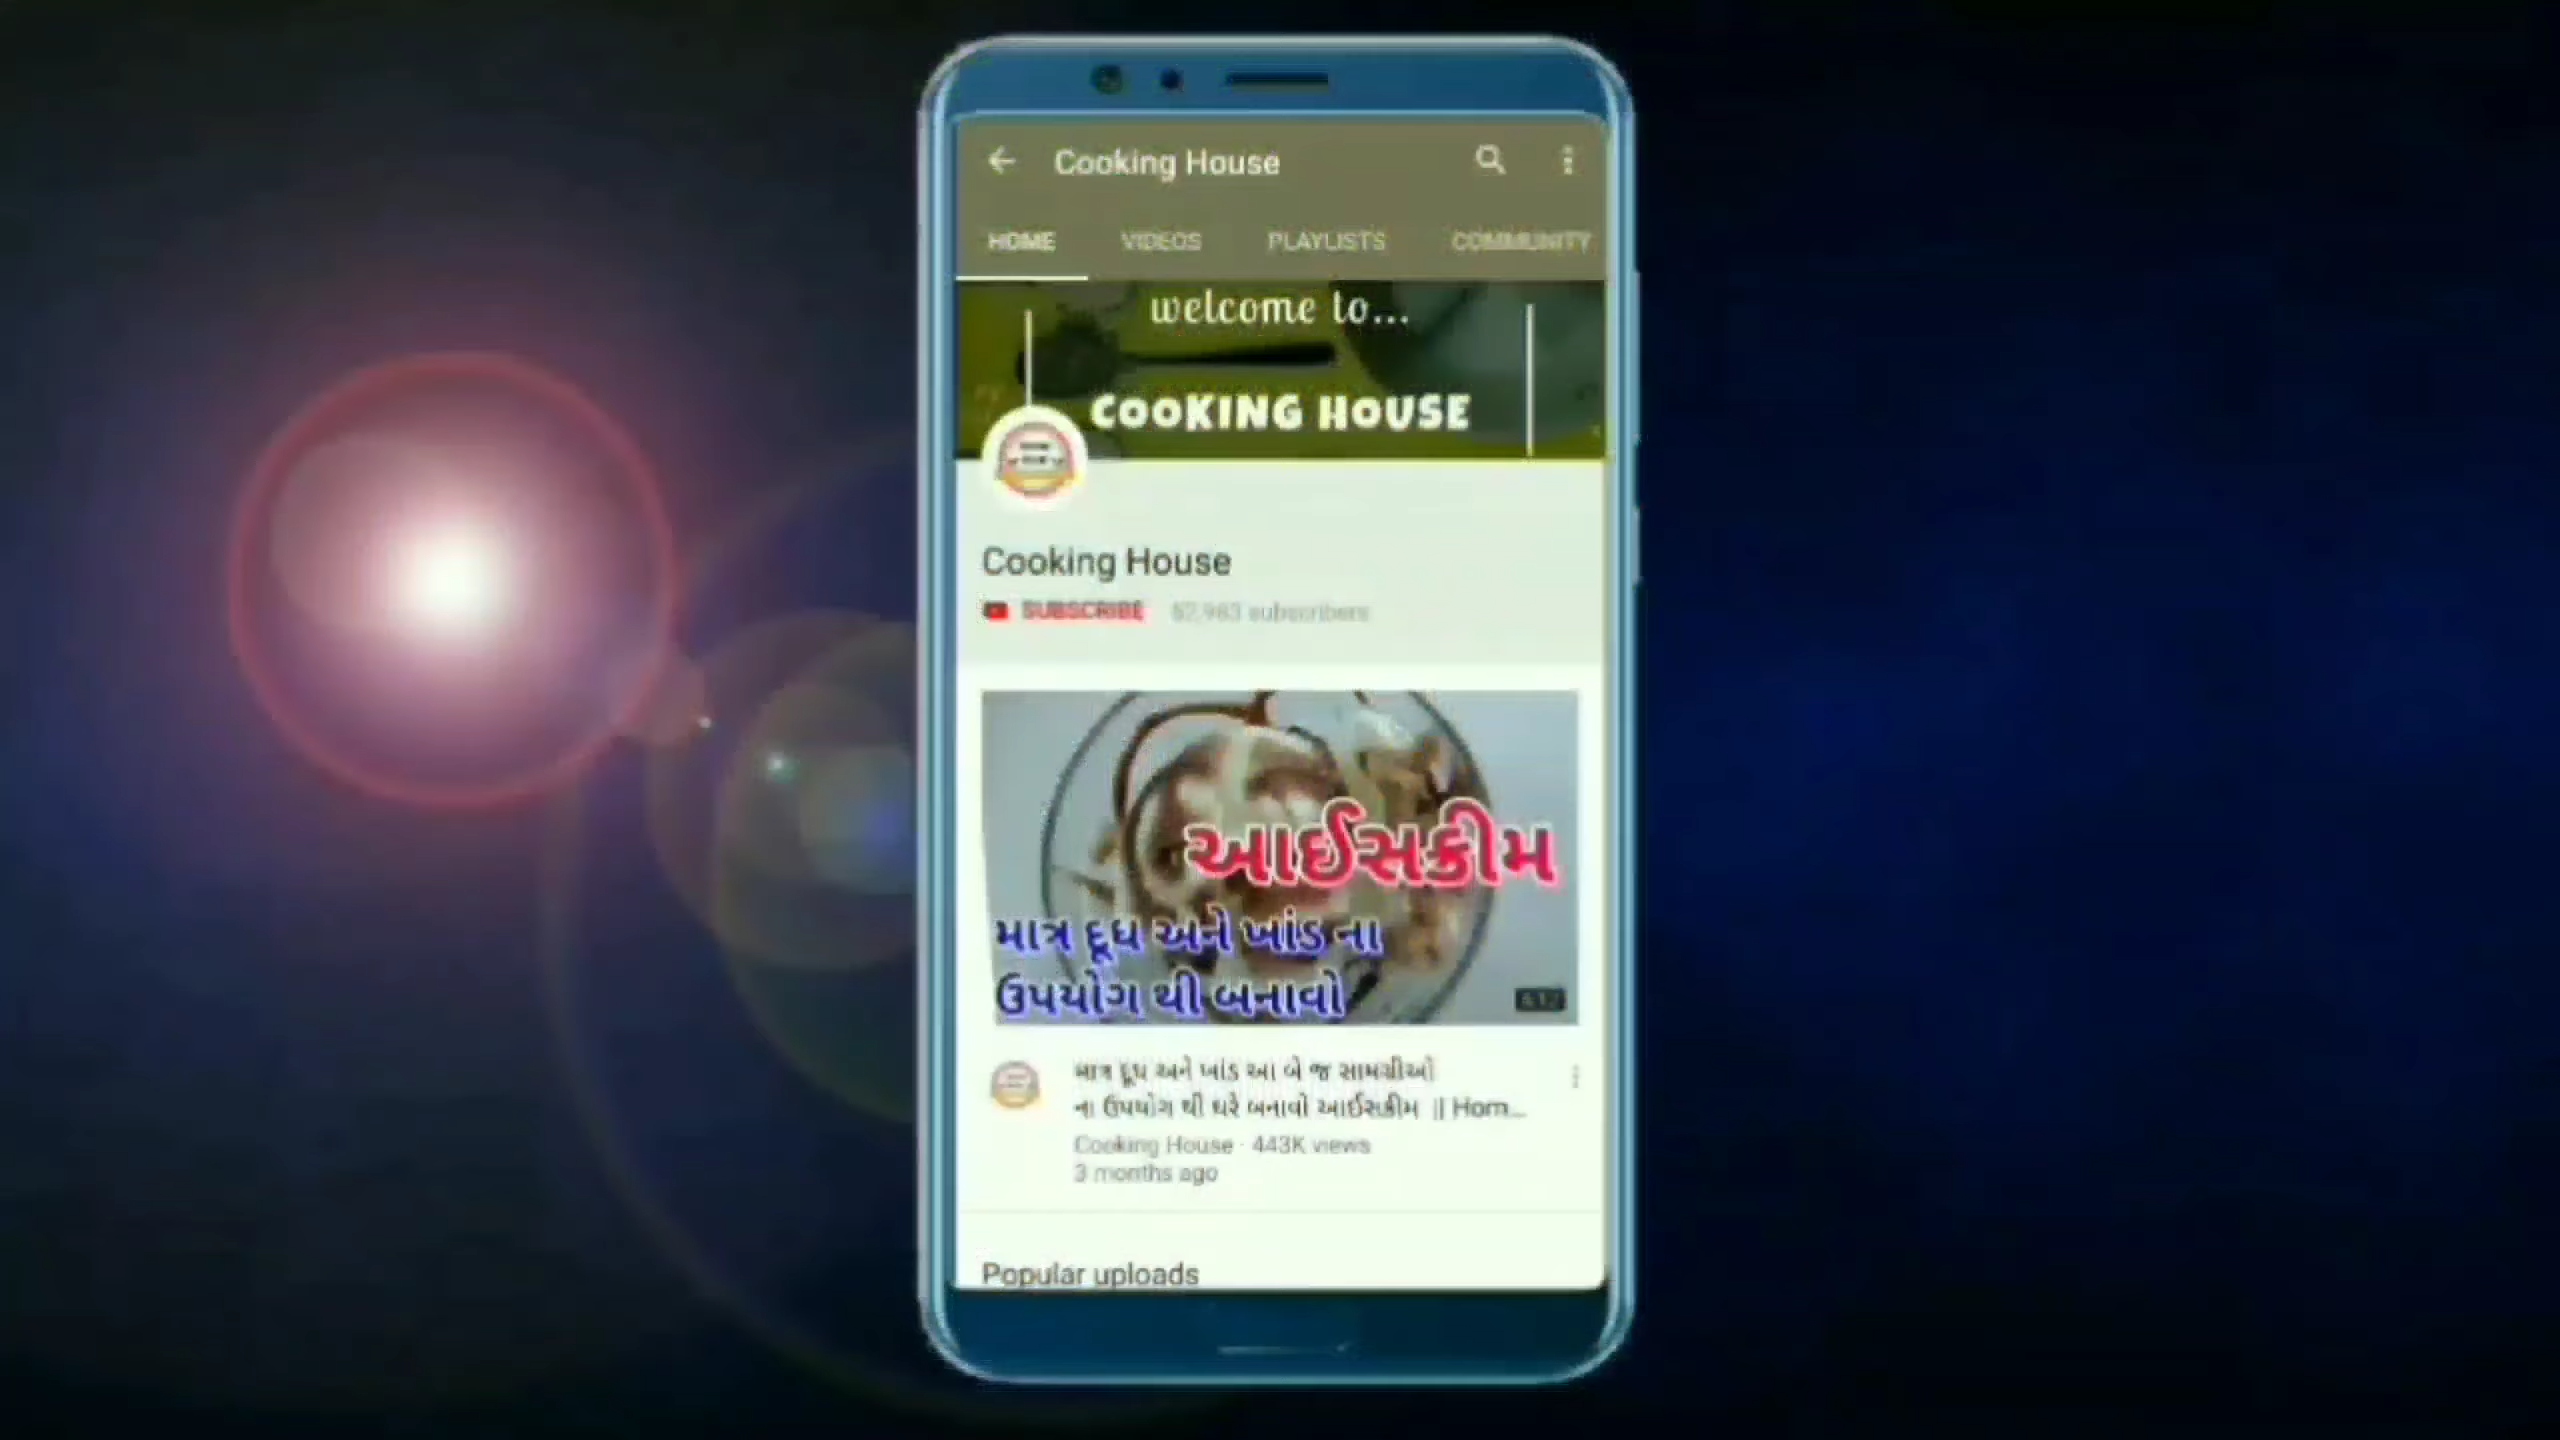 Cooking House
HOME VIDEOS PLAYLISTS COMMUNITY
welcome to...
COOKING HOUSE
Cooking House
SUBSCRIBE subscribers
આઈસક્રીમ
માત્ર દૂધ અને ખાંડ ના
ઉપયોગ થી બનાવો
માત્ર દૂધ અને ખાંડ આ બે જ સામગ્રીઓ
ના ઉપયોગ થી ઘરે બનાવો આઈસક્રીમ || Hom...
Cooking House · 443K views
3 months ago
Popular uploads